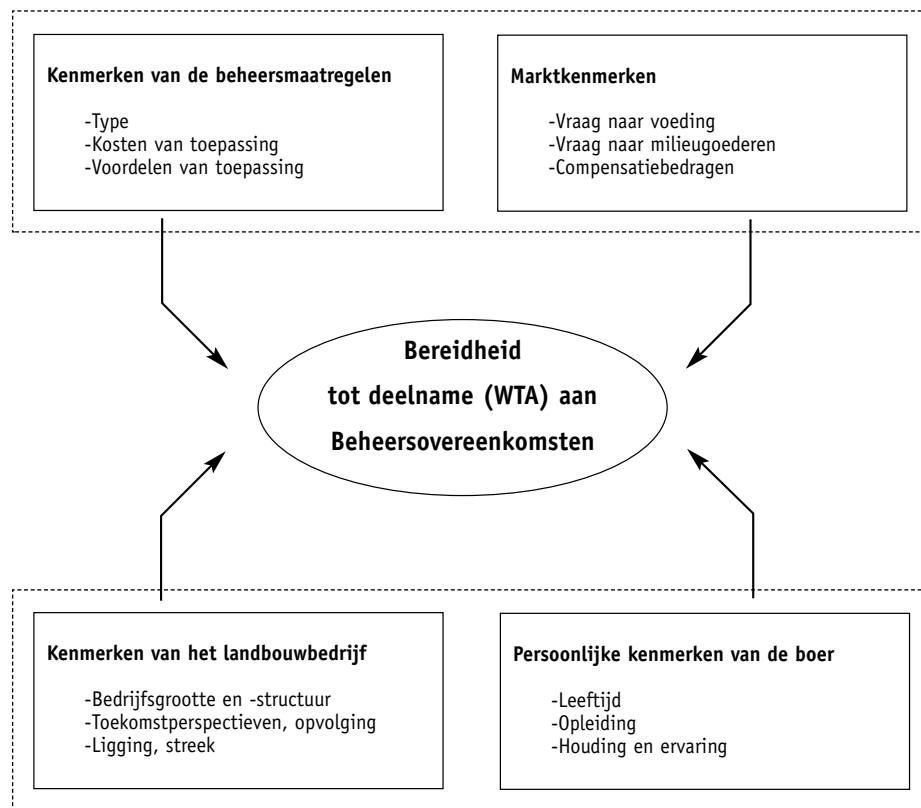 Kenmerken van de beheersmaatregelen
-Type
-Kosten van toepassing
-Voordelen van toepassing
Marktkenmerken
-Vraag naar voeding
-Vraag naar milieugoederen
-Compensatiebedragen
Bereidheid
tot deelname (WTA) aan
Beheersovereenkomsten
Kenmerken van het landbouwbedrijf
-Bedrijfsgrootte en -structuur
-Toekomstperspectieven, opvolging
-Ligging, streek
Persoonlijke kenmerken van de boer
-Leeftijd
-Opleiding
-Houding en ervaring